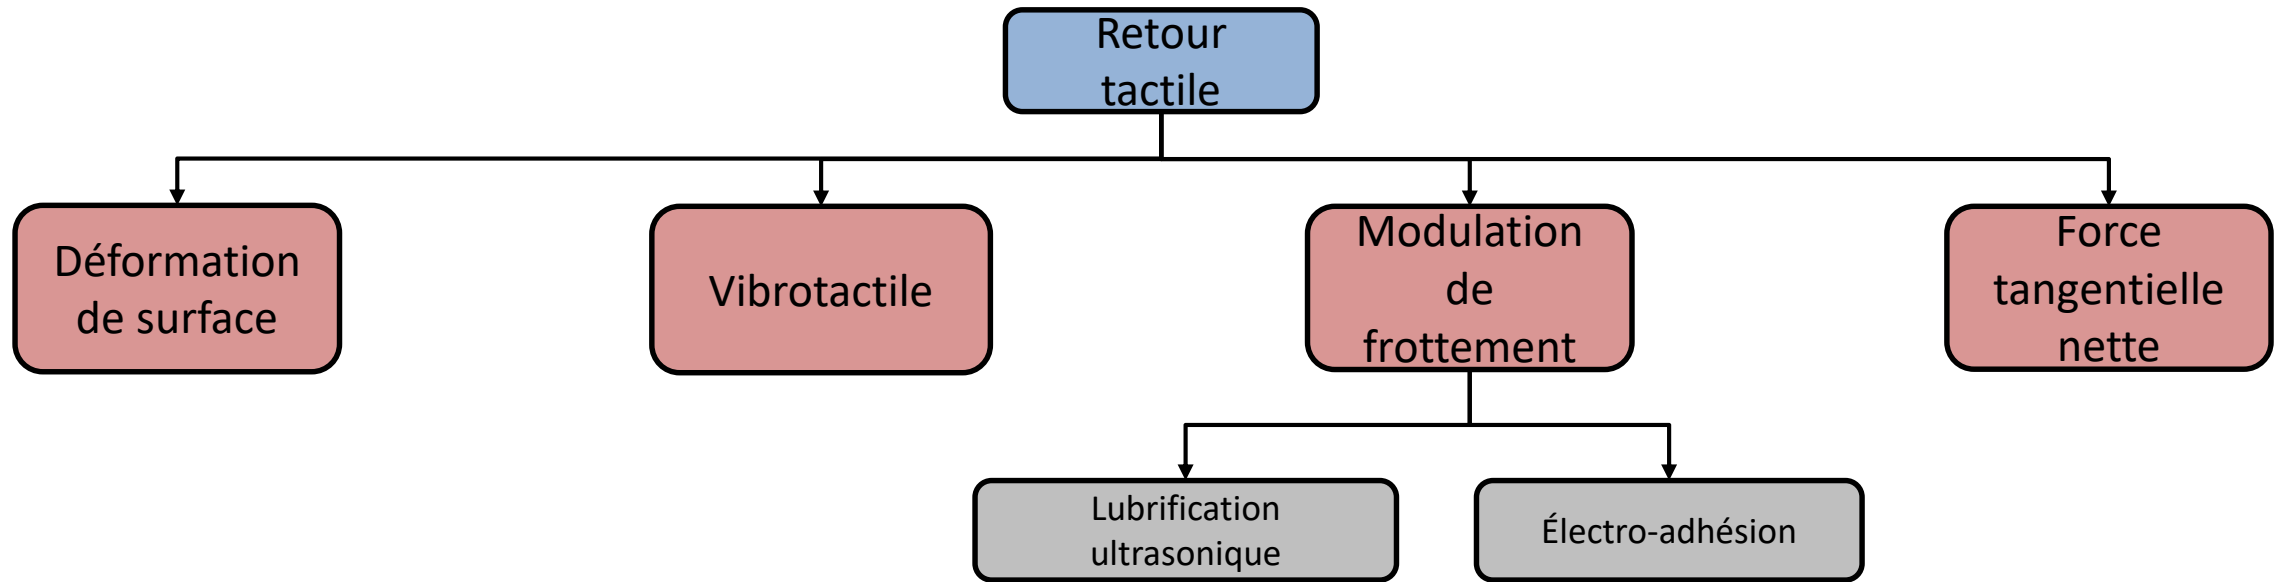 Retour
tactile
Déformation
de surface
Vibrotactile
Modulation
de
frottement
Force
tangentielle
nette
Lubrification
ultrasonique
Électro-adhésion